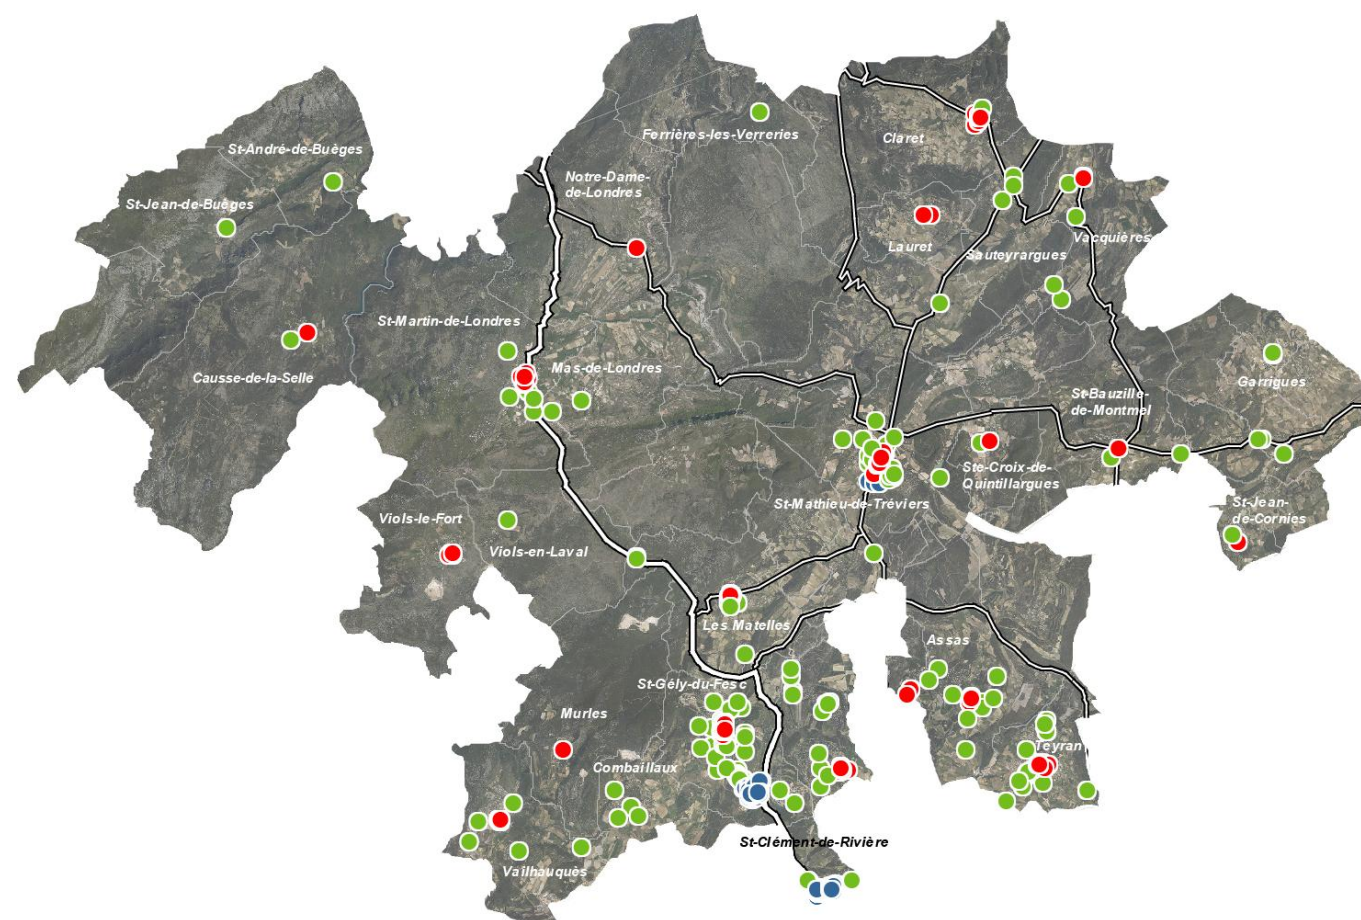 Ferrières-les-Verreries
Claret
St-André-de-Buèges
Notre-Dame-
de-Londres
St-Jean-de-Buèges
Lauret
Vacquières
Sauteyrargues
St-Martin-de-Londres
Mas-de-Londres
Causse-de-la-Selle
Garrigues
St-Bauzille-
de-Montmel
Ste-Croix-de-
Quintillargues
St-Mathieu-de-Tréviers
St-Jean-
de-Cornies
Viols-le-Fort
Viols-en-Laval
Les Matelles
Assas
St-Gély-du-Fesc
Murles
Teyran
Combaillaux
St-Clément-de-Rivière
Vailhauquès